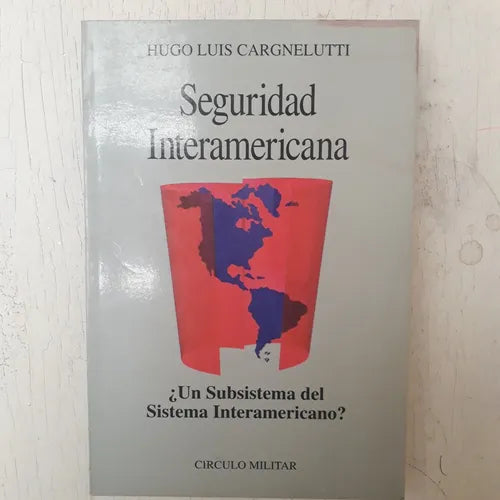 HUGO LUIS CARGNELUTTI
Seguridad
Interamericana
¿Un Subsistema del
Sistema Interamericano?
CIRCULO MILITAR